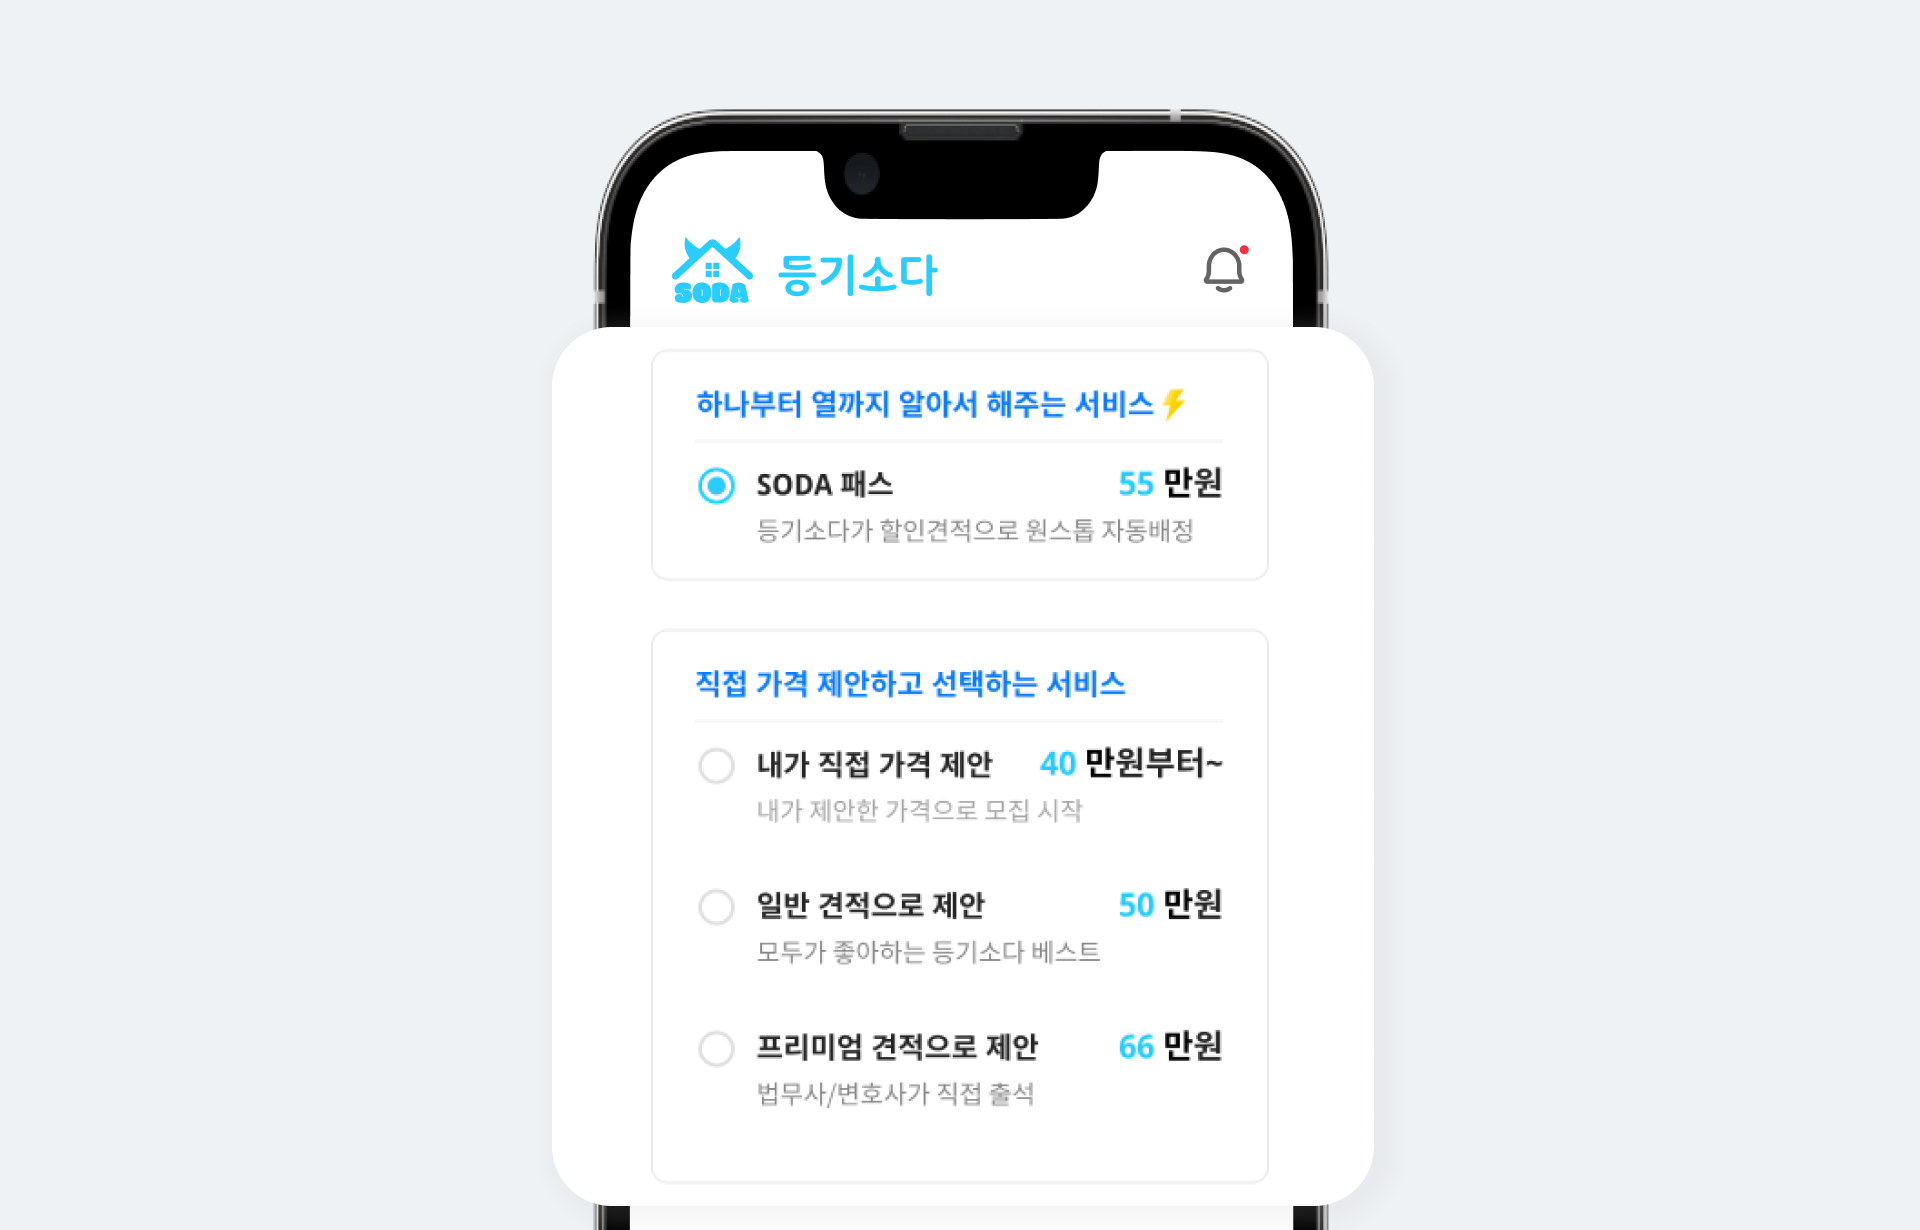 SODA
등기소다
하나부터 열까지 알아서 해주는 서비스⚡
SODA 패스
55 만원
등기소다가 할인견적으로 원스톱 자동배정
직접 가격 제안하고 선택하는 서비스
내가 직접 가격 제안
40 만원부터~
내가 제안한 가격으로 모집 시작
일반 견적으로 제안
50 만원
모두가 좋아하는 등기소다 베스트
프리미엄 견적으로 제안
66 만원
법무사/변호사가 직접 출석